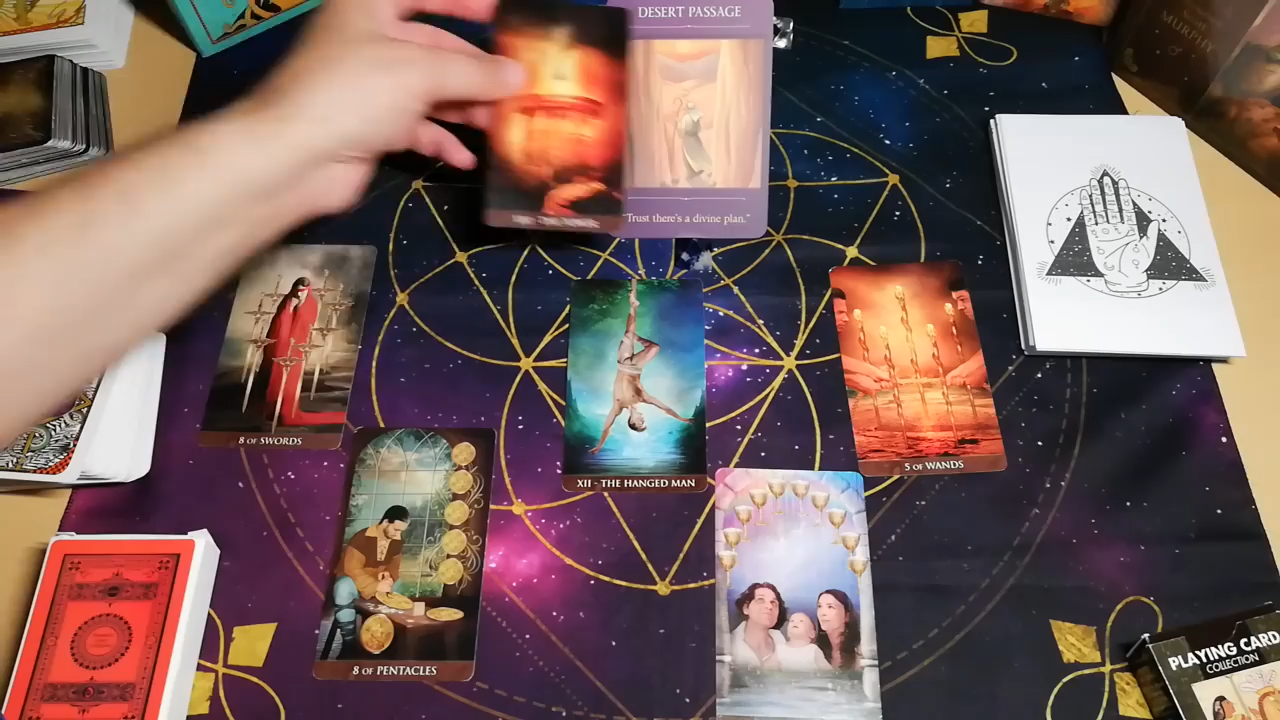 DESERT PASSAGE
"Trust there's a divine plan."
MURPHY
8 OF SWORDS
XII - THE HANGED MAN
5 OF WANDS
8 OF PENTACLES
PLAYING CARD
COLLECTION